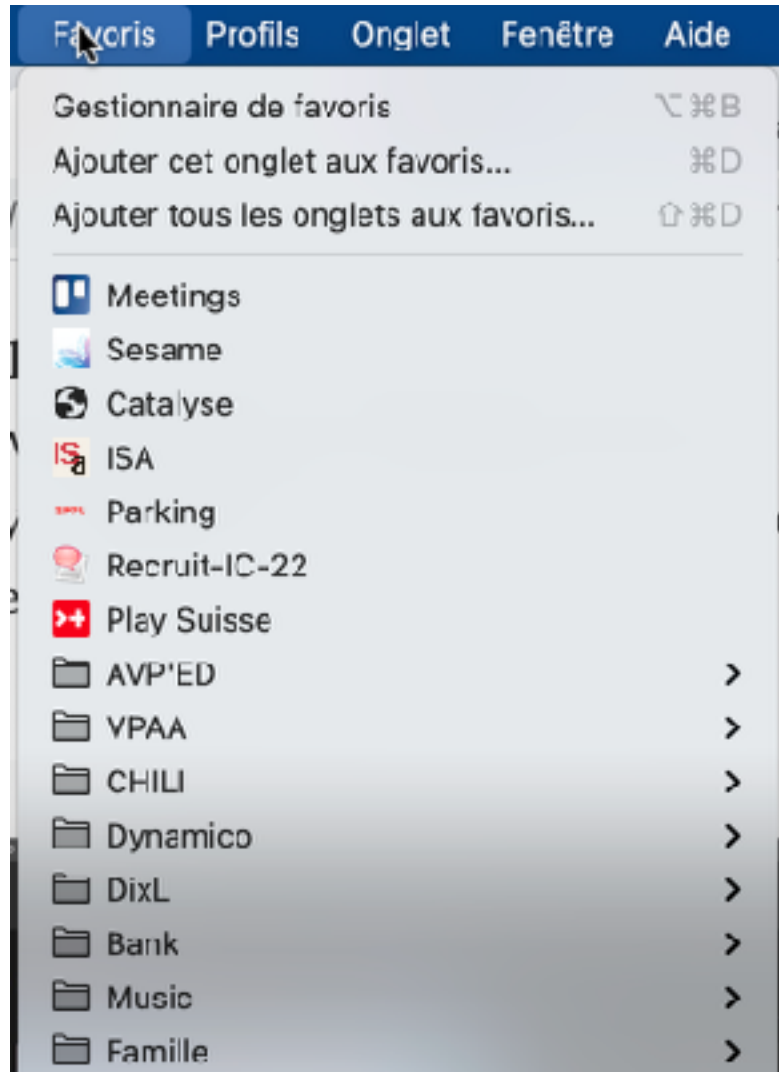 Favoris Profils Onglet Fenêtre Aide
Gestionnaire de favoris ⌥⌘B
Ajouter cet onglet aux favoris... ⌘D
Ajouter tous les onglets aux favoris... ⇧⌘D
Meetings
Sesame
Catalyse
ISA
Parking
Recruit-IC-22
Play Suisse
AVP'ED
VPAA
CHILI
Dynamico
DixL
Bank
Music
Famille